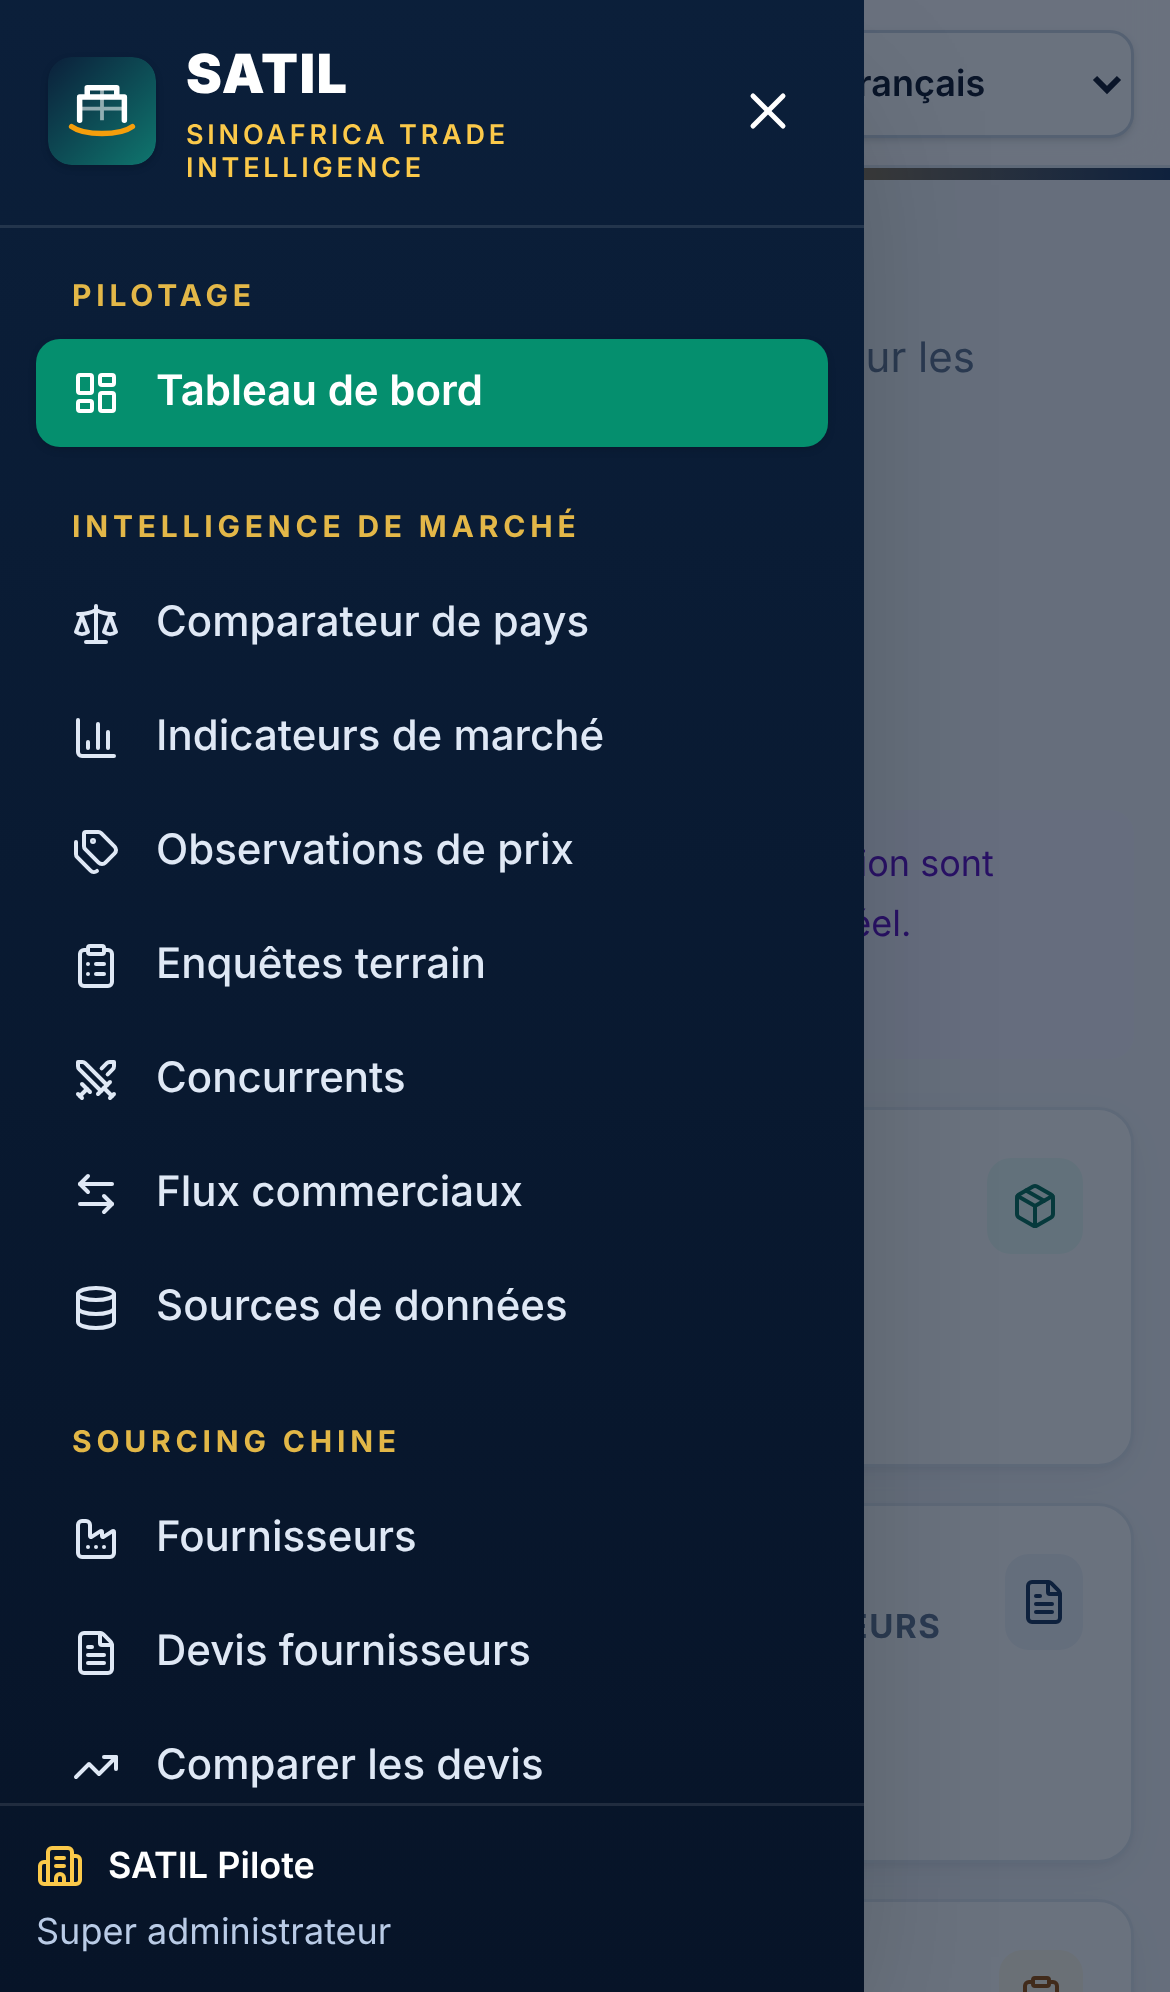 SATIL
SINOAFRICA TRADE
INTELLIGENCE
PILOTAGE
Tableau de bord
INTELLIGENCE DE MARCHÉ
Comparateur de pays
Indicateurs de marché
Observations de prix
Enquêtes terrain
Concurrents
Flux commerciaux
Sources de données
SOURCING CHINE
Fournisseurs
Devis fournisseurs
Comparer les devis
SATIL Pilote
Super administrateur
rançais
ur les
ion sont
éel.
EURS